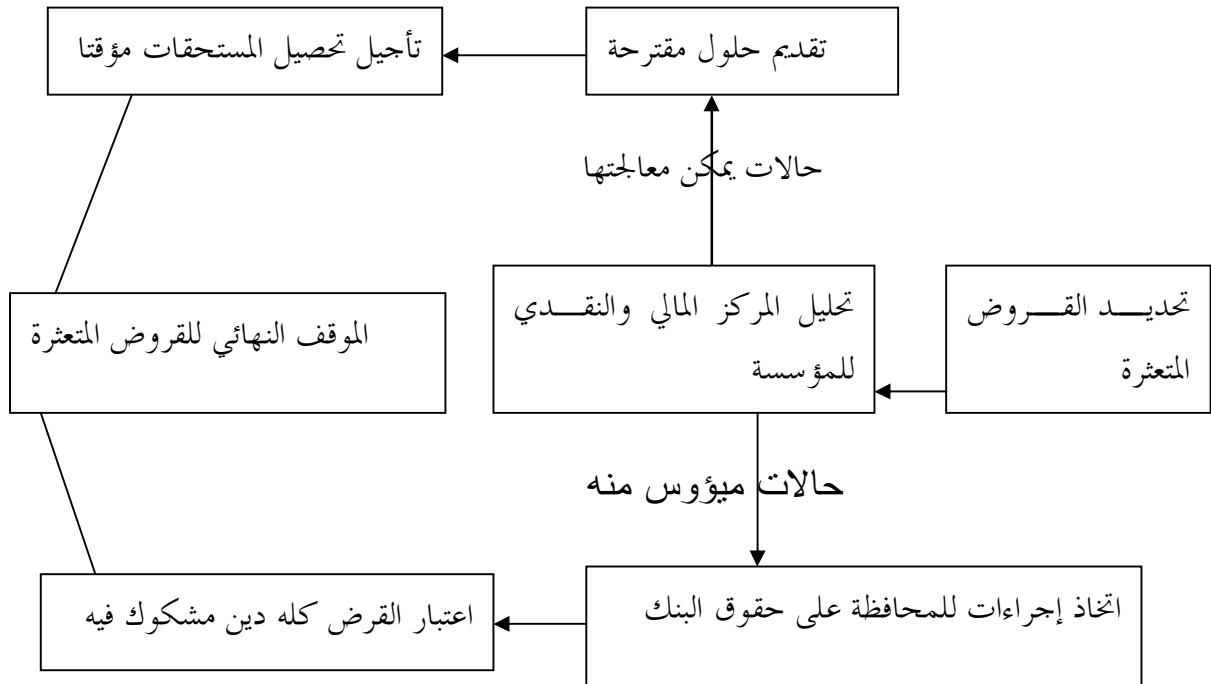 تقديم حلول مقترحة
تأجيل تحصيل المستحقات مؤقتا
حالات يمكن معالجتها
تحديد القروض
المتعثرة
تحليل المركز المالي والنقدي
للمؤسسة
الموقف النهائي للقروض المتعثرة
حالات ميؤوس منه
اتخاذ إجراءات للمحافظة على حقوق البنك
اعتبار القرض كله دين مشكوك فيه